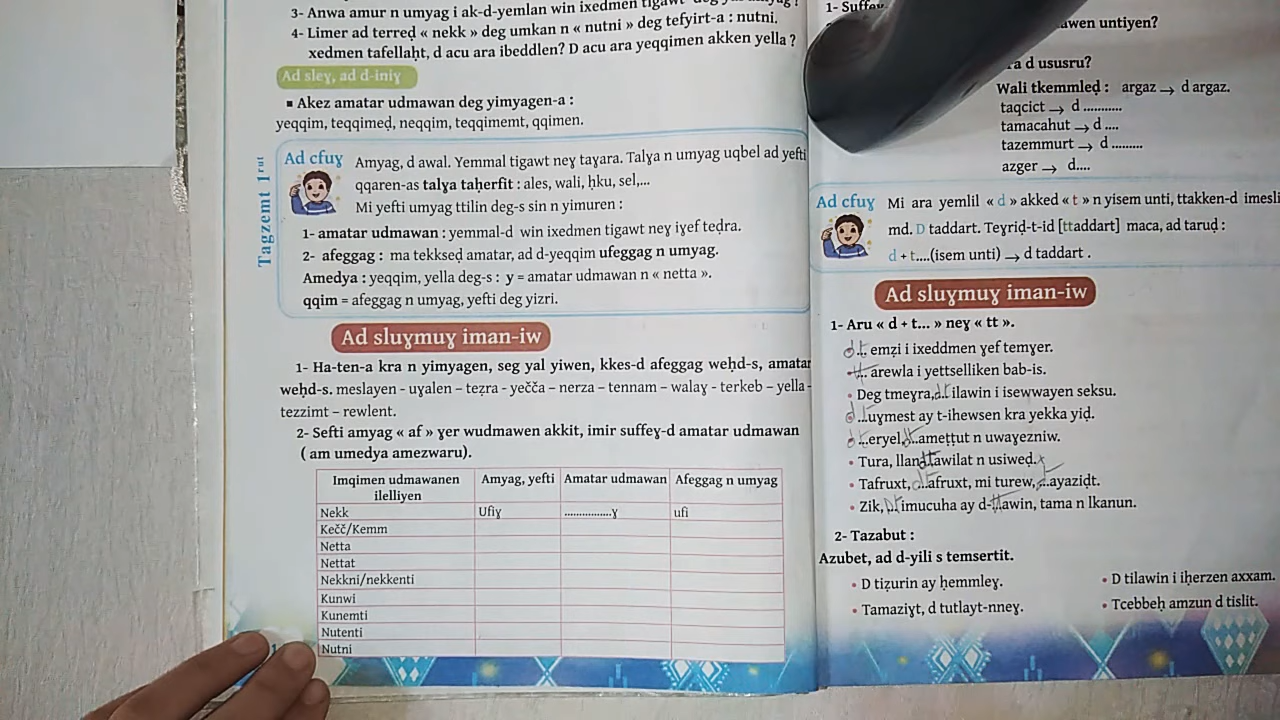 3- Anwa amur n umyag i ak-d-yemlan win ixedmen tigawt deg
4- Limer ad terreḍ « nekk » deg umkan n « nutni » deg tefyirt-a : nutni.
xedmen tafellaḥt, d acu ara ibeddlen? D acu ara yeqqimen akken yella ?
Ad sleɣ, ad d-iniɣ
▪ Akez amatar udmawan deg yimyagen-a :
yeqqim, teqqimeḍ, neqqim, teqqimemt, qqimen.
Tagzemt 1 rut
Ad cfuɣ
Amyag, d awal. Yemmal tigawt neɣ taɣara. Talɣa n umyag uqbel ad yefti
qqaren-as talɣa taḥerfit : ales, wali, ḥku, sel,...
Mi yefti umyag ttilin deg-s sin n yimuren :
1- amatar udmawan : yemmal-d win ixedmen tigawt neɣ iɣef teḍra.
2- afeggag : ma tekkseḍ amatar, ad d-yeqqim ufeggag n umyag.
Amedya : yeqqim, yella deg-s : y = amatar udmawan n « netta ».
qqim = afeggag n umyag, yefti deg yizri.
Ad sluɣmuɣ iman-iw
1- Ha-ten-a kra n yimyagen, seg yal yiwen, kkes-d afeggag weḥd-s, amatar
weḥd-s. meslayen - uɣalen – teẓra - yečča – nerza – tennam – walaɣ - terkeb – yella -
tezzimt – rewlent.
2- Sefti amyag « af » ɣer wudmawen akkit, imir suffeɣ-d amatar udmawan
( am umedya amezwaru).
Imqimen udmawanen ilelliyen | Amyag, yefti | Amatar udmawan | Afeggag n umyag
Nekk | Ufiɣ | ................ɣ | ufi
Kečč/Kemm
Netta
Nettat
Nekkni/nekkenti
Kunwi
Kunemti
Nutenti
Nutni
1- Suffeɣ
untiyen?
d ususru?
Wali tkemmleḍ : argaz → d argaz.
taqcict → d ...........
tamacahut → d ....
tazemmurt → d .........
azger → d....
Ad cfuɣ
Mi ara yemlil « d » akked « t » n yisem unti, ttakken-d imesli
md. D taddart. Teɣriḍ-t-id [ttaddart] maca, ad taruḍ :
d + t....(isem unti) → d taddart .
Ad sluɣmuɣ iman-iw
1- Aru « d + t... » neɣ « tt ».
dt... emẓi i ixeddmen ɣef temɣer.
• tt... arewla i yettselliken bab-is.
• Deg tmeɣra, dt ilawin i isewwayen seksu.
d...uɣmest ay t-ihewsen kra yekka yiḍ.
...eryel, ...ameṭṭut n uwaɣezniw.
• Tura, llan ttawilat n usiweḍ.
• Tafruxt, ...afruxt, mi turew, ...ayaziḍt.
• Zik, ...imucuha ay d-ttawin, tama n lkanun.
2- Tazabut :
Azubet, ad d-yili s temsertit.
• D tiẓurin ay ḥemmleɣ.
• Tamaziɣt, d tutlayt-nneɣ.
• D tilawin i iḥerzen axxam.
• Tcebbeḥ amzun d tislit.